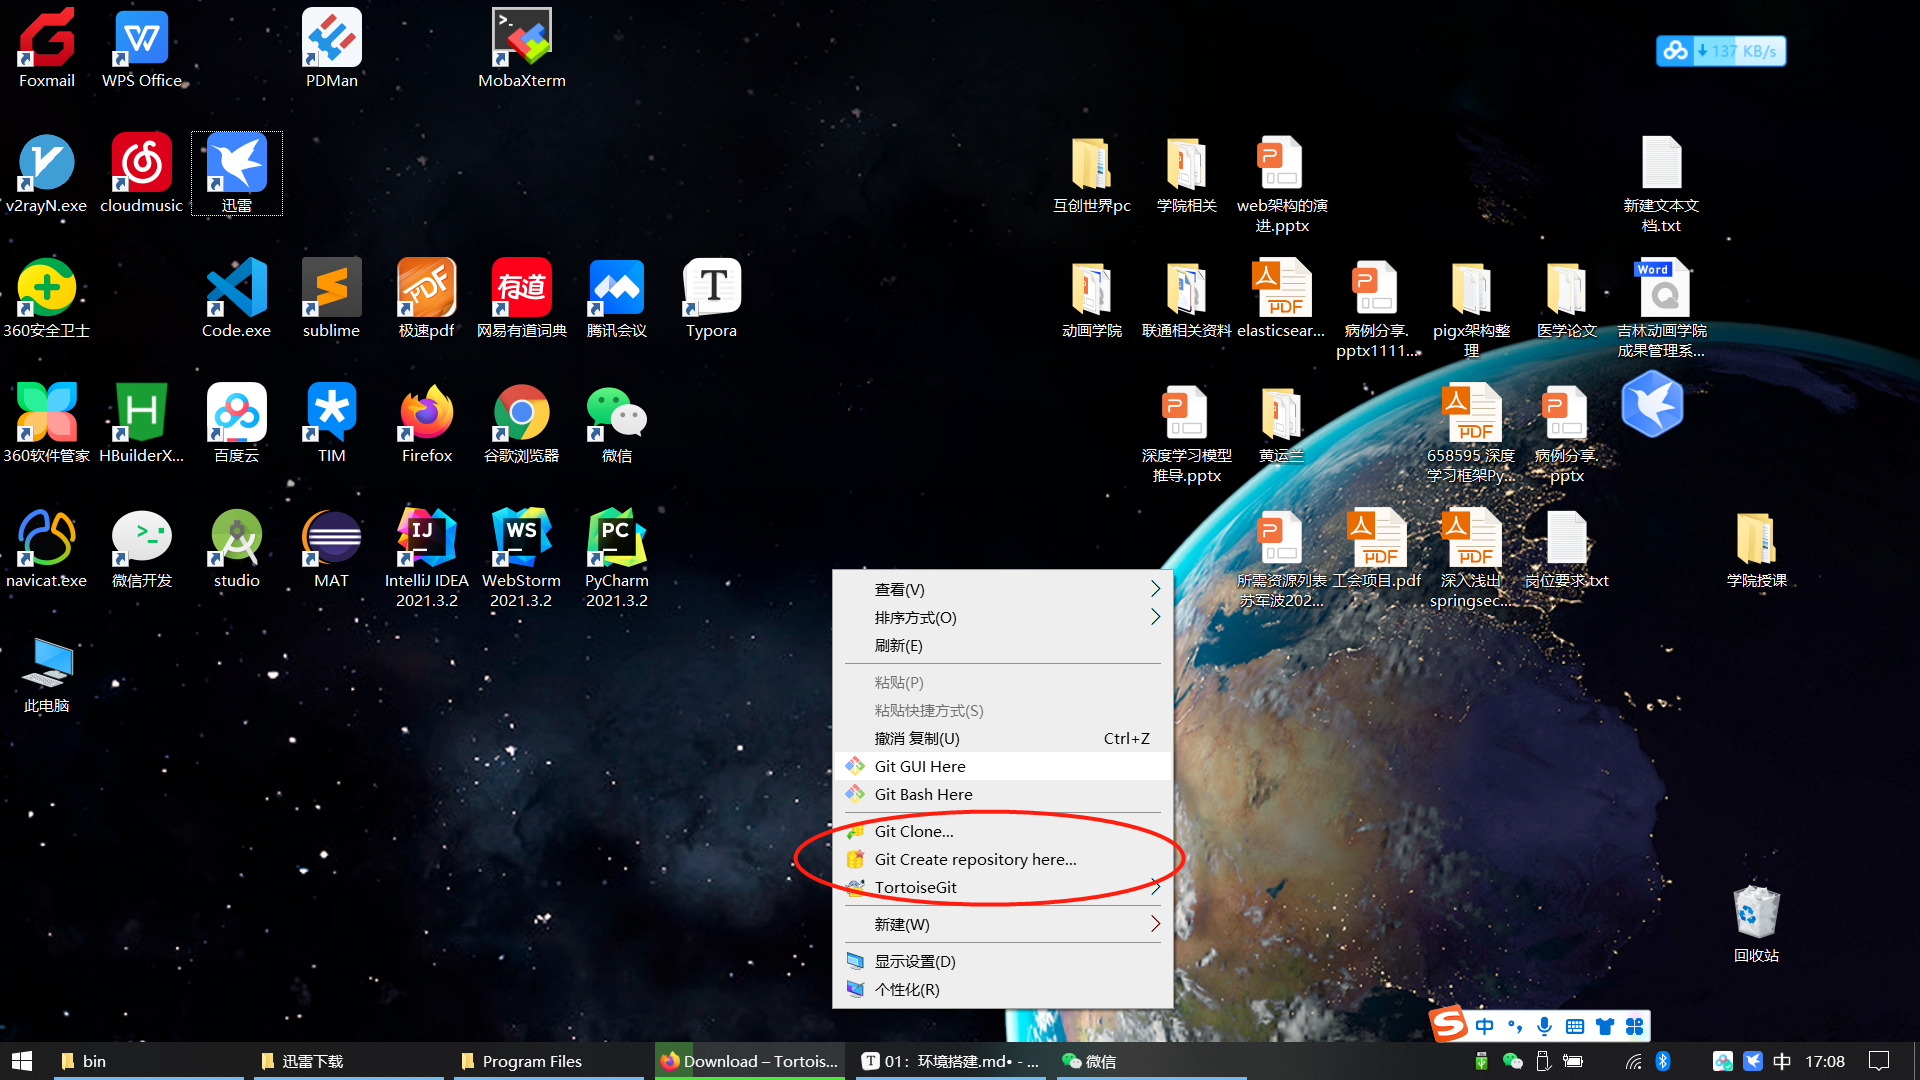 Foxmail
WPS Office
PDMan
MobaXterm
137 KB/s
v2rayN.exe
cloudmusic
迅雷
互创世界pc
学院相关
web架构的演
进.pptx
新建文本文
档.txt
360安全卫士
Code.exe
sublime
PDF
极速pdf
有道
网易有道词典
腾讯会议
T
Typora
动画学院
联通相关资料
PDF
elasticsear...
病例分享.
pptx1111...
pigx架构整
理
医学论文
Word
吉林动画学院
成果管理系...
360软件管家
HBuilderX...
百度云
TIM
Firefox
谷歌浏览器
微信
深度学习模型
推导.pptx
黄运兰
PDF
658595 深度
学习框架Py...
病例分享.
pptx
navicat.exe
微信开发
studio
MAT
IJ
IntelliJ IDEA
2021.3.2
WS
WebStorm
2021.3.2
PC
PyCharm
2021.3.2
所需资源列表
苏军波202...
PDF
工会项目.pdf
PDF
深入浅出
springsec...
岗位要求.txt
学院授课
此电脑
查看(V)
排序方式(O)
刷新(E)
粘贴(P)
粘贴快捷方式(S)
撤消 复制(U) Ctrl+Z
Git GUI Here
Git Bash Here
Git Clone...
Git Create repository here...
TortoiseGit
新建(W)
显示设置(D)
个性化(R)
回收站
中
bin
迅雷下载
Program Files
Download – Tortois...
01：环境搭建.md• - ...
微信
中
17:08